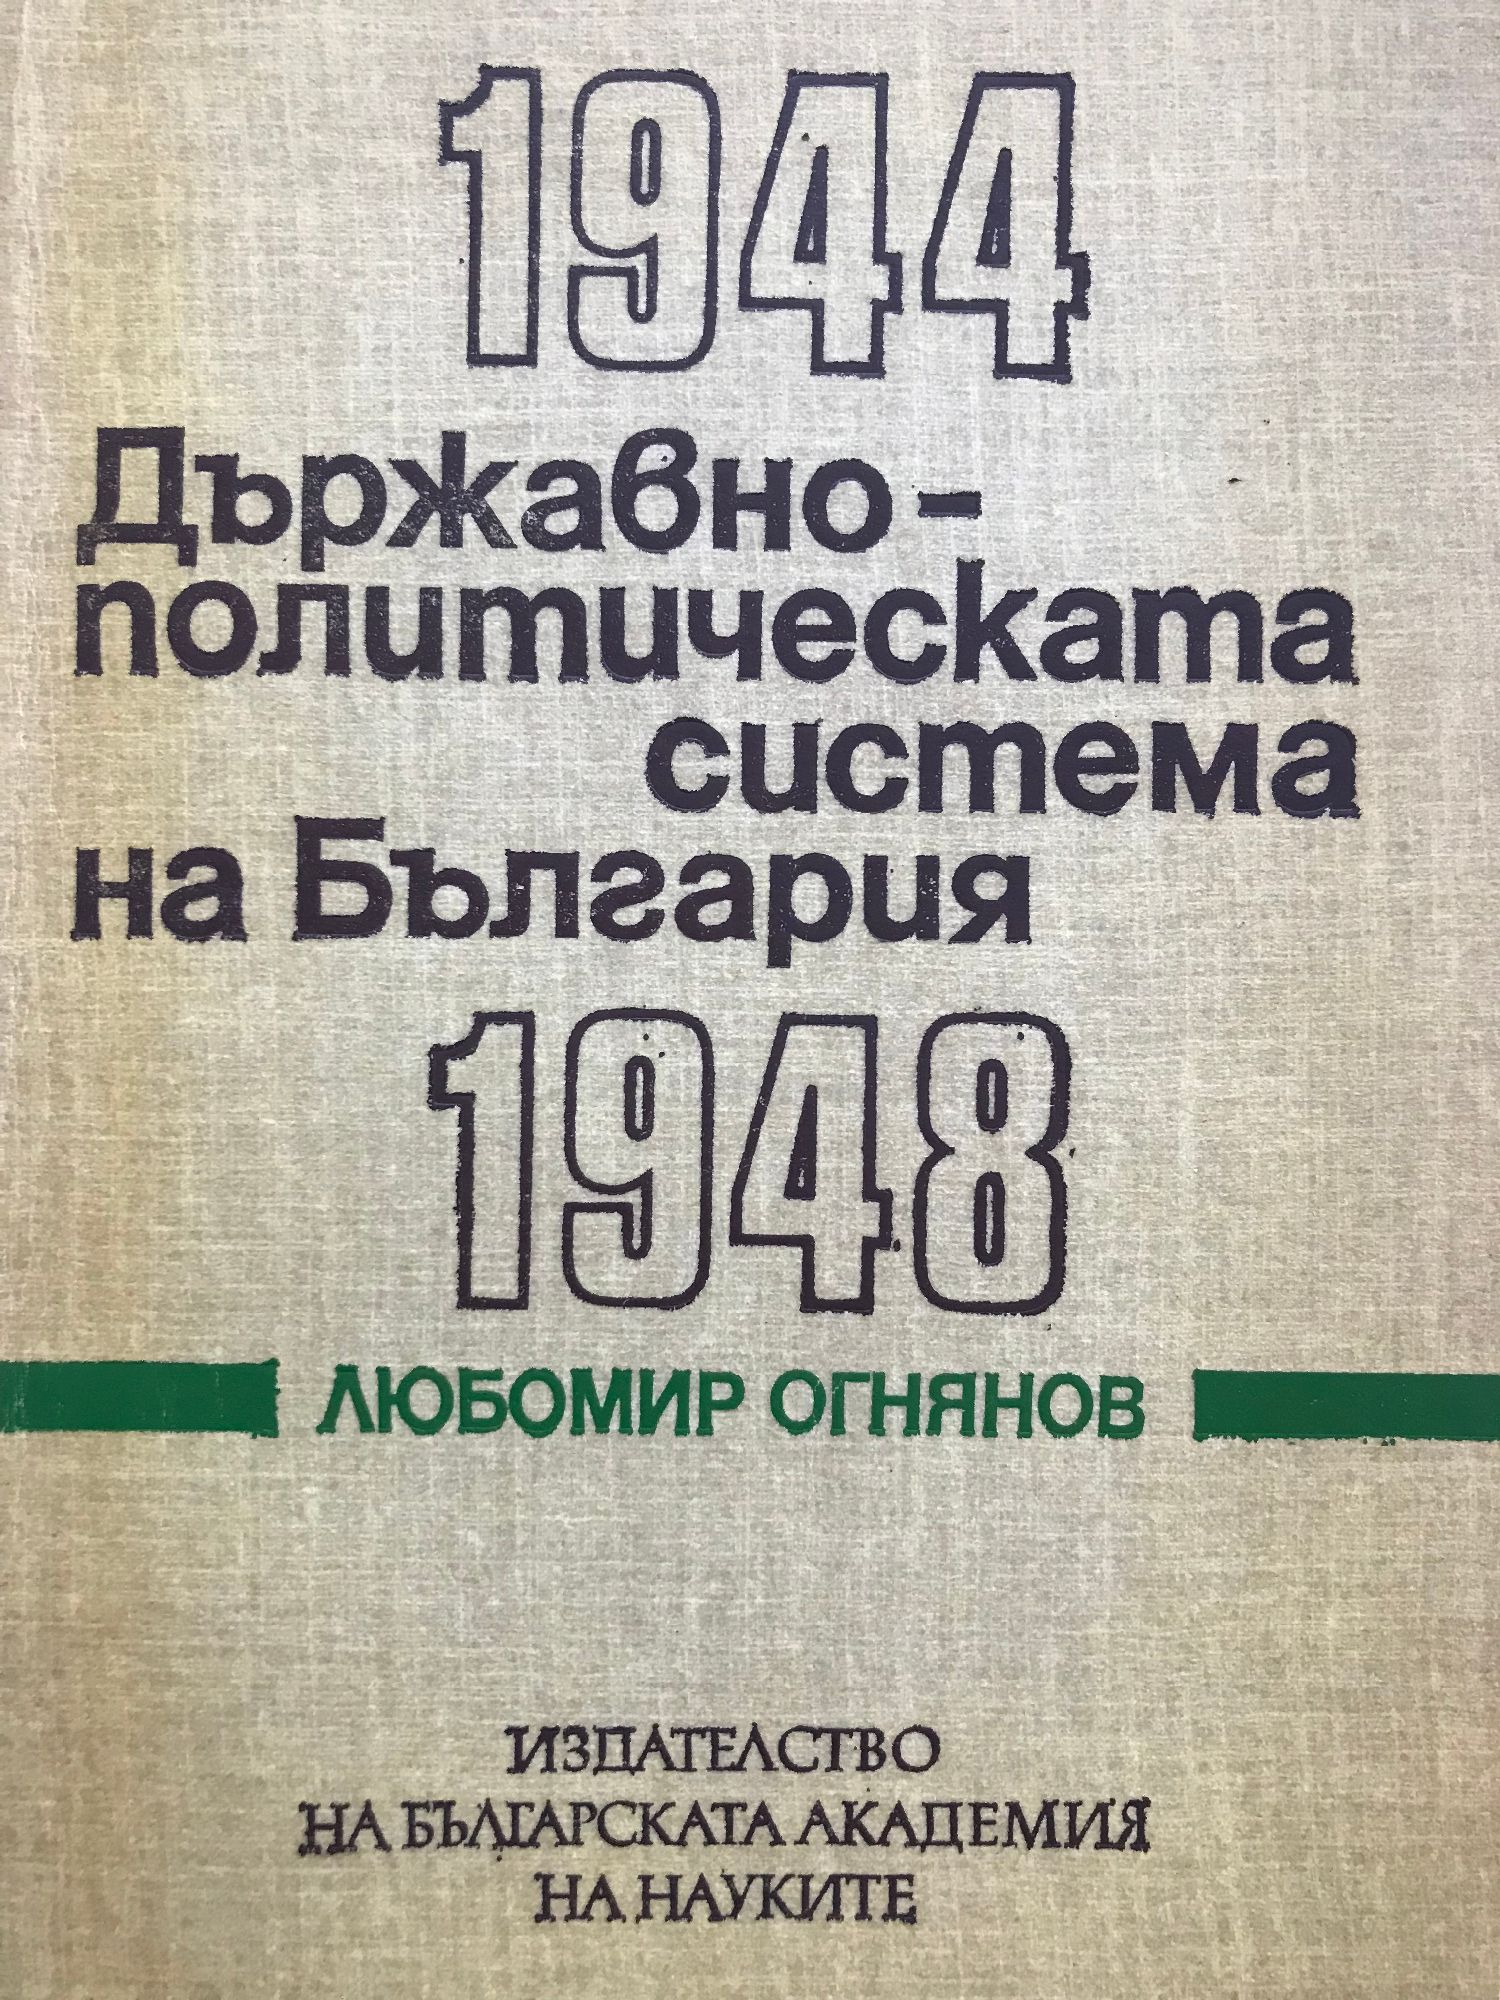 1944
Държавно-
политическата
система
на България
1948
ЛЮБОМИР ОГНЯНОВ
ИЗДАТЕЛСТВО
НА БЪЛГАРСКАТА АКАДЕМИЯ
НА НАУКИТЕ